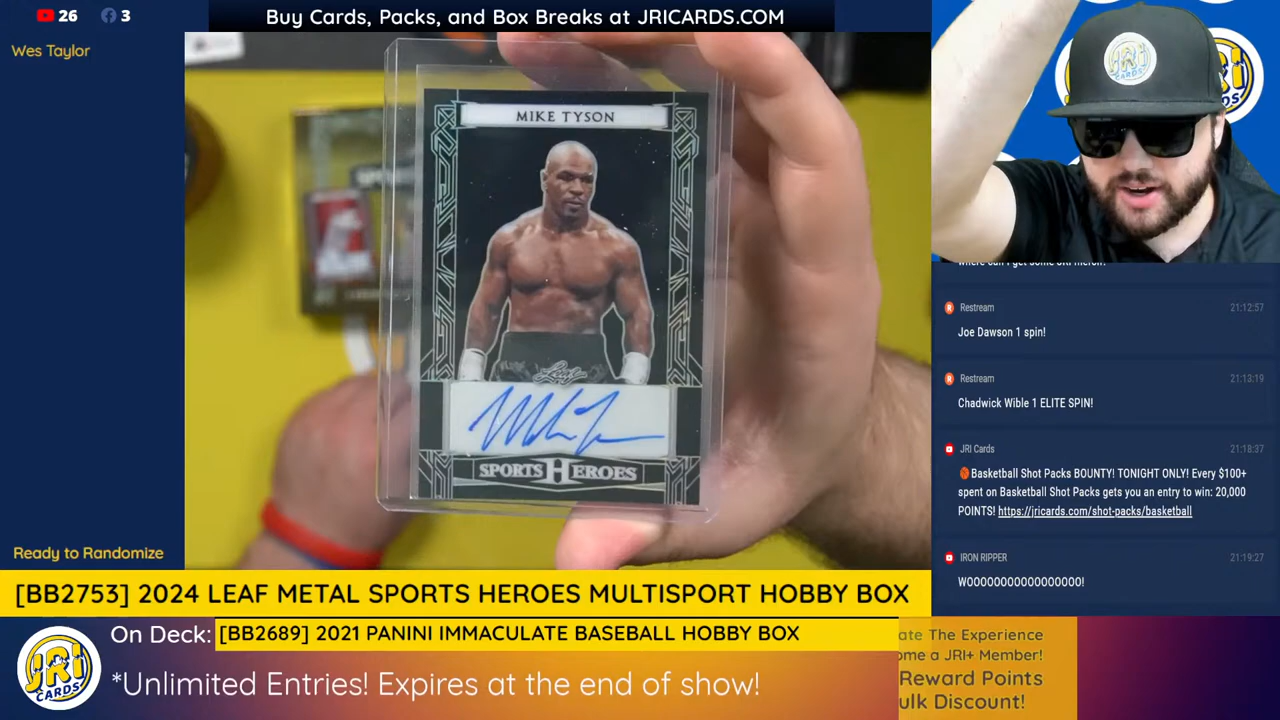 26
3
Buy Cards, Packs, and Box Breaks at JRICARDS.COM
Wes Taylor
MIKE TYSON
Leaf
SPORTS HEROES
JRI
CARDS
Restream
21:12:57
Joe Dawson 1 spin!
Restream
21:13:19
Chadwick Wible 1 ELITE SPIN!
JRI Cards
21:18:37
🏀Basketball Shot Packs BOUNTY! TONIGHT ONLY! Every $100+
spent on Basketball Shot Packs gets you an entry to win: 20,000
POINTS! https://jricards.com/shot-packs/basketball
IRON RIPPER
21:19:27
WOOOOOOOOOOOOOOOO!
Ready to Randomize
[BB2753] 2024 LEAF METAL SPORTS HEROES MULTISPORT HOBBY BOX
On Deck: [BB2689] 2021 PANINI IMMACULATE BASEBALL HOBBY BOX
*Unlimited Entries! Expires at the end of show!
JRI
CARDS
ate The Experience
ome a JRI+ Member!
Reward Points
ulk Discount!